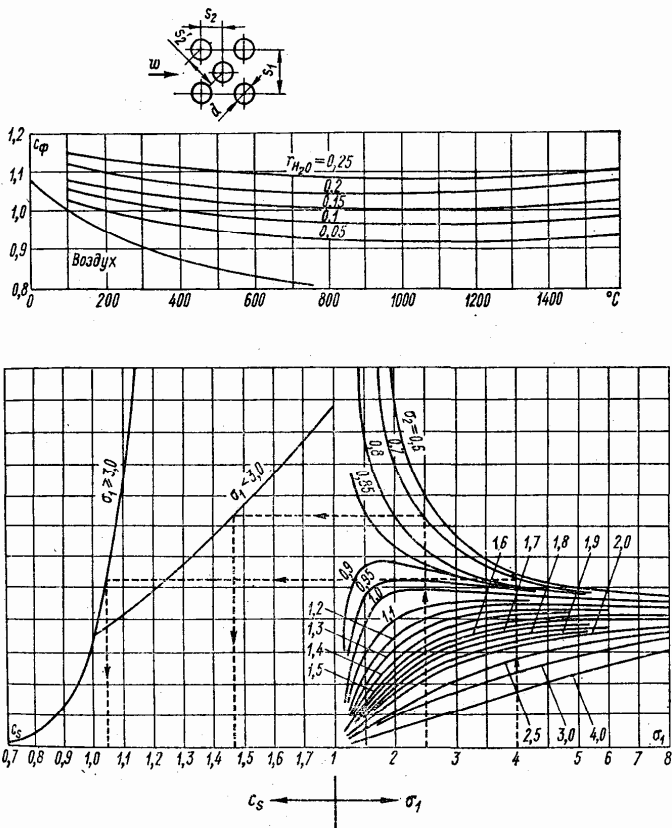 s₂
s₂'
w
s₁
d
1,2 c_ф
r_H₂O = 0,25
1,1
0,2
0,15
1,0
0,1
0,05
0,9
Воздух
0,8
0 200 400 600 800 1000 1200 1400 °C
σ₁ ≥ 3,0
σ₁ < 3,0
σ₂ = 0,6
0,7
0,8
0,85
1,6 1,7 1,8 1,9 2,0
0,9
0,95
1,0
1,1
1,2
1,3
1,4
1,5
2,5 3,0 4,0
c_s
σ₁
0,7 0,8 0,9 1,0 1,1 1,2 1,3 1,4 1,5 1,6 1,7 1 2 3 4 5 6 7 8
c_s σ₁